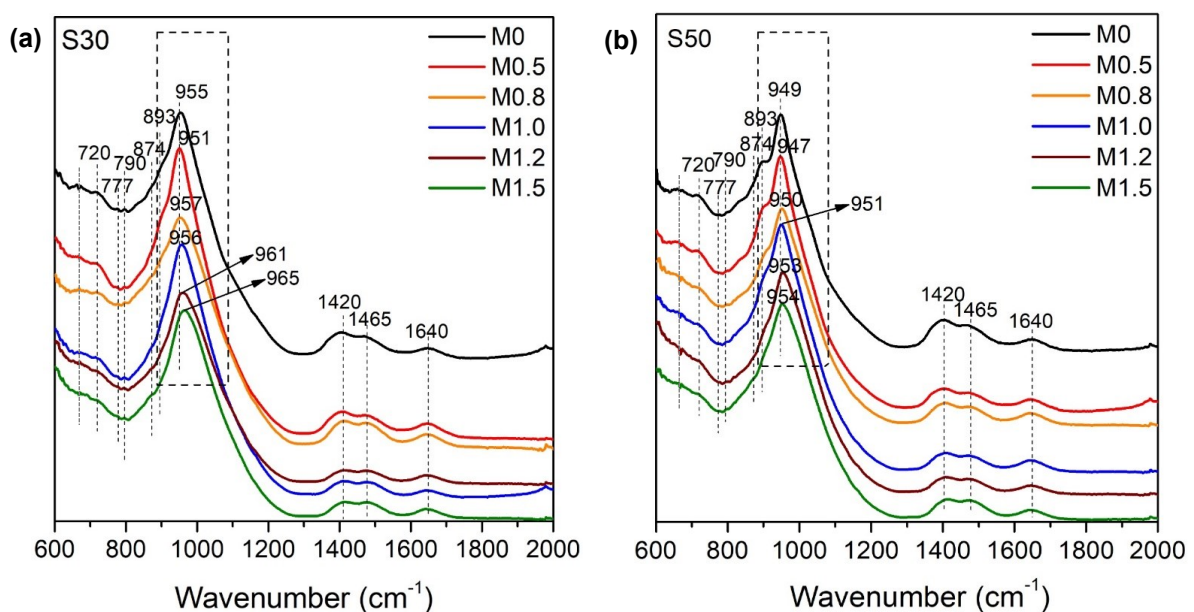 (a)
S30
M0
M0.5
M0.8
M1.0
M1.2
M1.5
955
893
951
874
790
720
777
957
956
961
965
1420
1465
1640
600 800 1000 1200 1400 1600 1800 2000
Wavenumber (cm⁻¹)
(b)
S50
M0
M0.5
M0.8
M1.0
M1.2
M1.5
949
893
874
947
790
720
777
950
951
953
954
1420
1465
1640
600 800 1000 1200 1400 1600 1800 2000
Wavenumber (cm⁻¹)